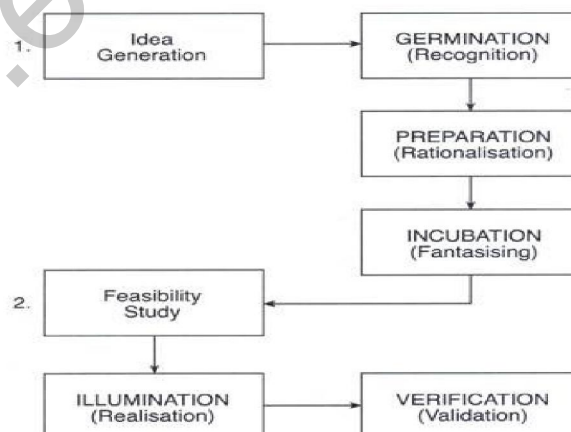 1.
Idea
Generation
GERMINATION
(Recognition)
PREPARATION
(Rationalisation)
INCUBATION
(Fantasising)
2.
Feasibility
Study
ILLUMINATION
(Realisation)
VERIFICATION
(Validation)